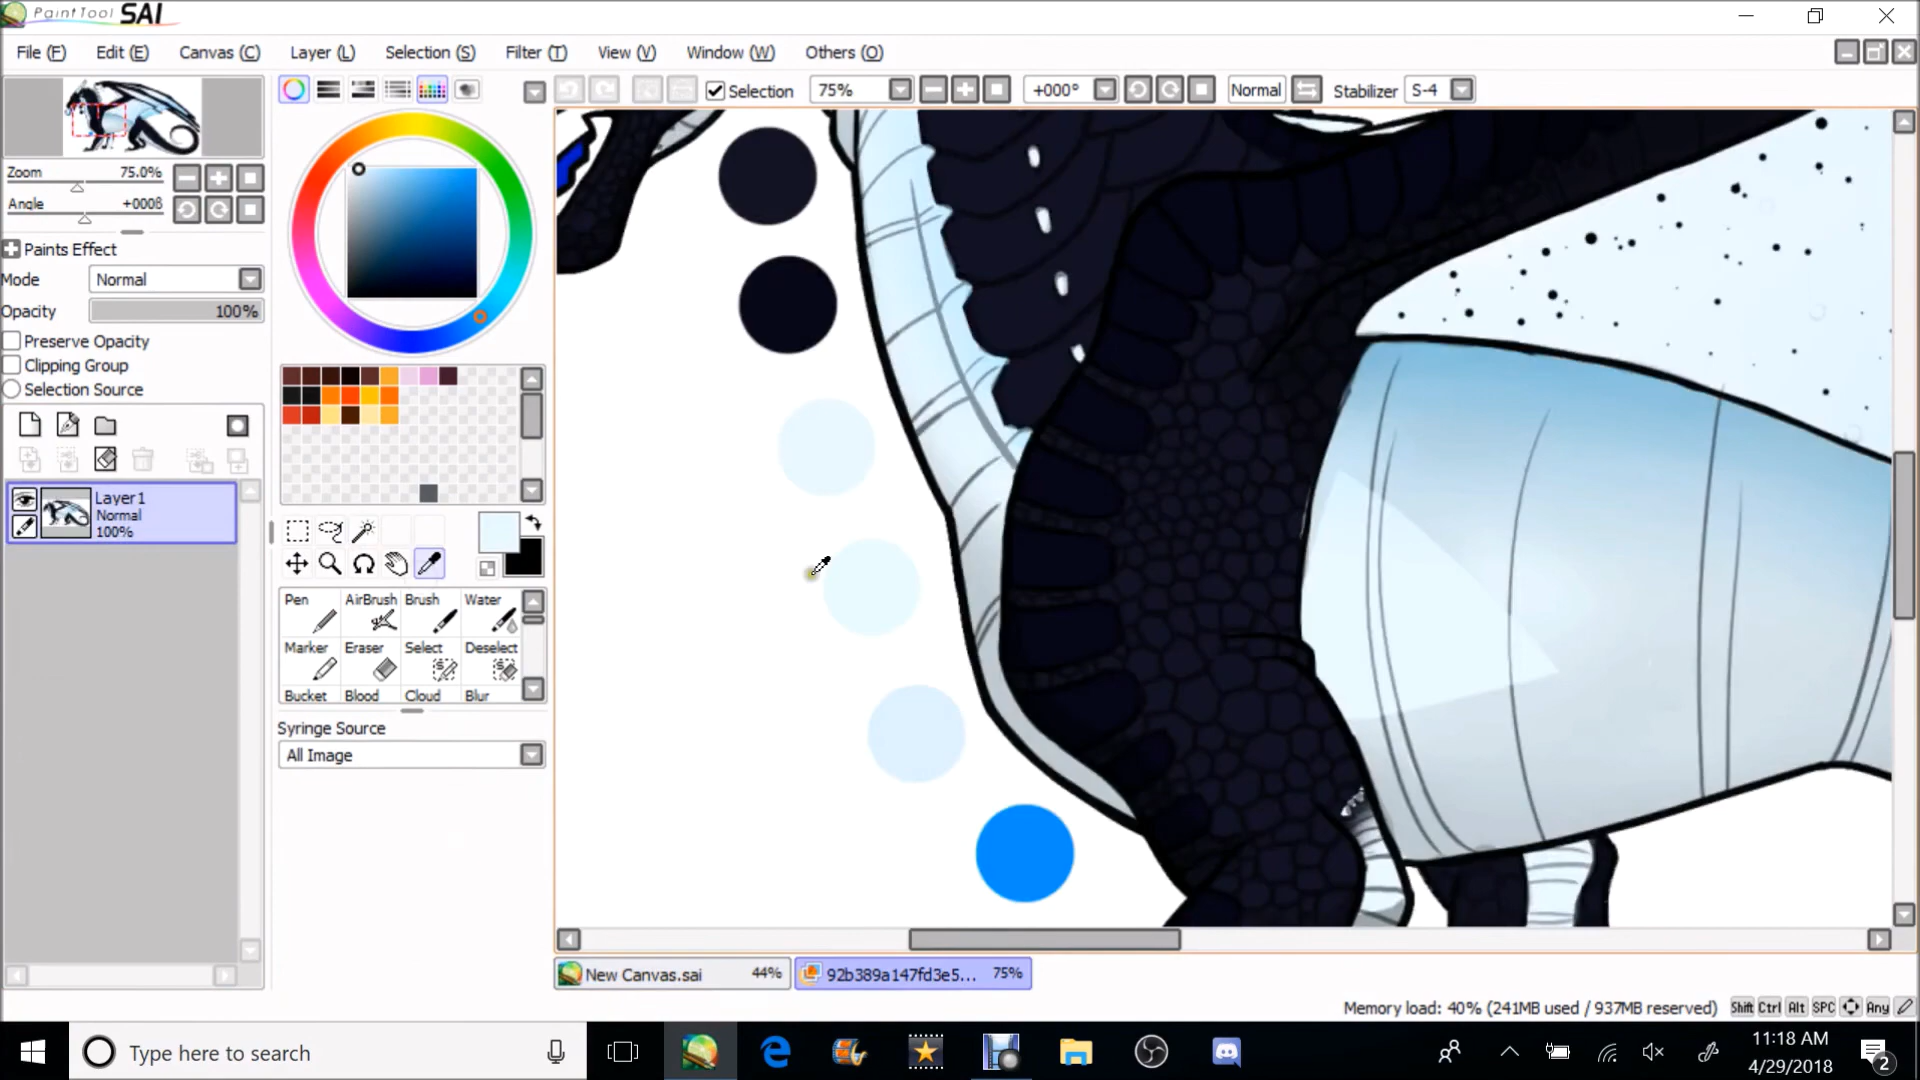 PaintTool SAI
File (F) Edit (E) Canvas (C) Layer (L) Selection (S) Filter (T) View (V) Window (W) Others (O)
Selection 75% +000° Normal Stabilizer S-4
Zoom 75.0%
Angle +000ß
Paints Effect
Mode Normal
Opacity 100%
Preserve Opacity
Clipping Group
Selection Source
Layer1
Normal
100%
Pen AirBrush Brush Water
Marker Eraser Select Deselect
Bucket Blood Cloud Blur
Syringe Source
All Image
New Canvas.sai 44% 92b389a147fd3e5... 75%
Memory load: 40% (241MB used / 937MB reserved) Shift Ctrl Alt SPC Any
Type here to search
11:18 AM
4/29/2018
2